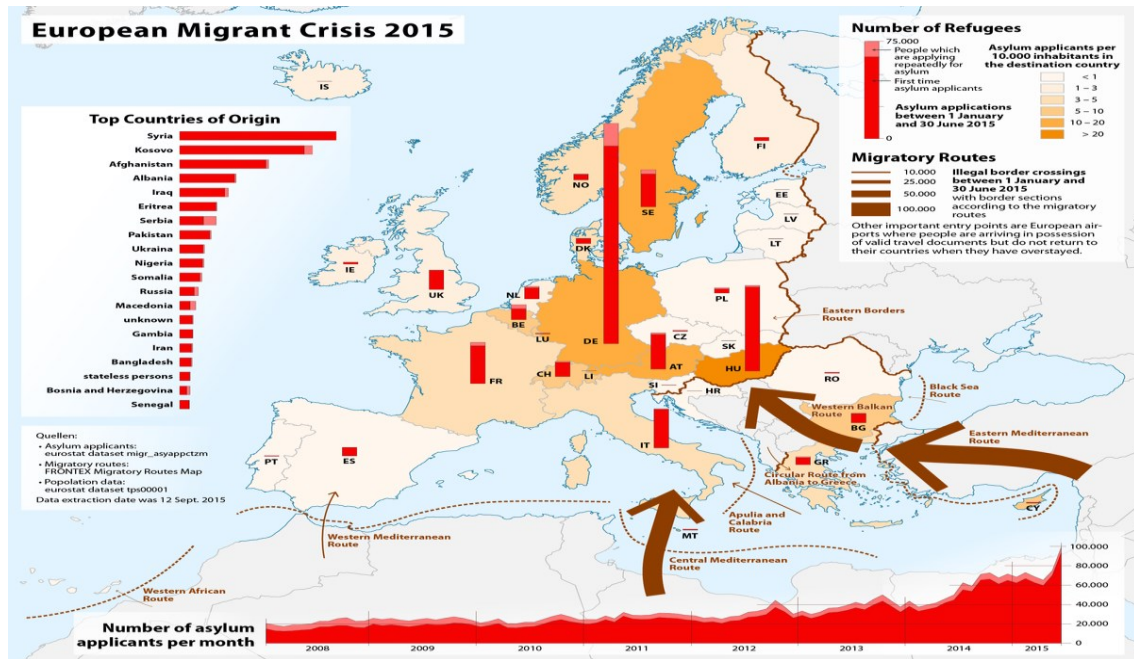 European Migrant Crisis 2015
Top Countries of Origin
Syria
Kosovo
Afghanistan
Albania
Iraq
Eritrea
Serbia
Pakistan
Ukraina
Nigeria
Somalia
Russia
Macedonia
unknown
Gambia
Iran
Bangladesh
stateless persons
Bosnia and Herzegovina
Senegal
Quellen:
• Asylum applicants:
eurostat dataset migr_asyappctzm
• Migratory routes:
FRONTEX Migratory Routes Map
• Popolation data:
eurostat dataset tps00001
Data extraction date was 12 Sept. 2015
Number of Refugees
75.000
People which
are applying
repeatedly for
asylum
First time
asylum applicants
Asylum applications
between 1 January
and 30 June 2015
0
Asylum applicants per
10.000 inhabitants in
the destination country
< 1
1 – 3
3 – 5
5 – 10
10 – 20
> 20
Migratory Routes
10.000
25.000
50.000
100.000
Illegal border crossings
between 1 January and
30 June 2015
with border sections
according to the migratory
routes
Other important entry points are European air-
ports where people are arriving in possession
of valid travel documents but do not return to
their countries when they have overstayed.
IS
FI
NO
SE
EE
LV
LT
DK
IE
UK
NL
PL
BE
LU
DE
CZ
SK
FR
CH
LI
AT
HU
SI
HR
RO
IT
BG
PT
ES
GR
MT
CY
Eastern Borders
Route
Black Sea
Route
Western Balkan
Route
Eastern Mediterranean
Route
Circular Route from
Albania to Greece
Apulia and
Calabria
Route
Central Mediterranean
Route
Western Mediterranean
Route
Western African
Route
Number of asylum
applicants per month
100.000
80.000
60.000
40.000
20.000
0
2008
2009
2010
2011
2012
2013
2014
2015